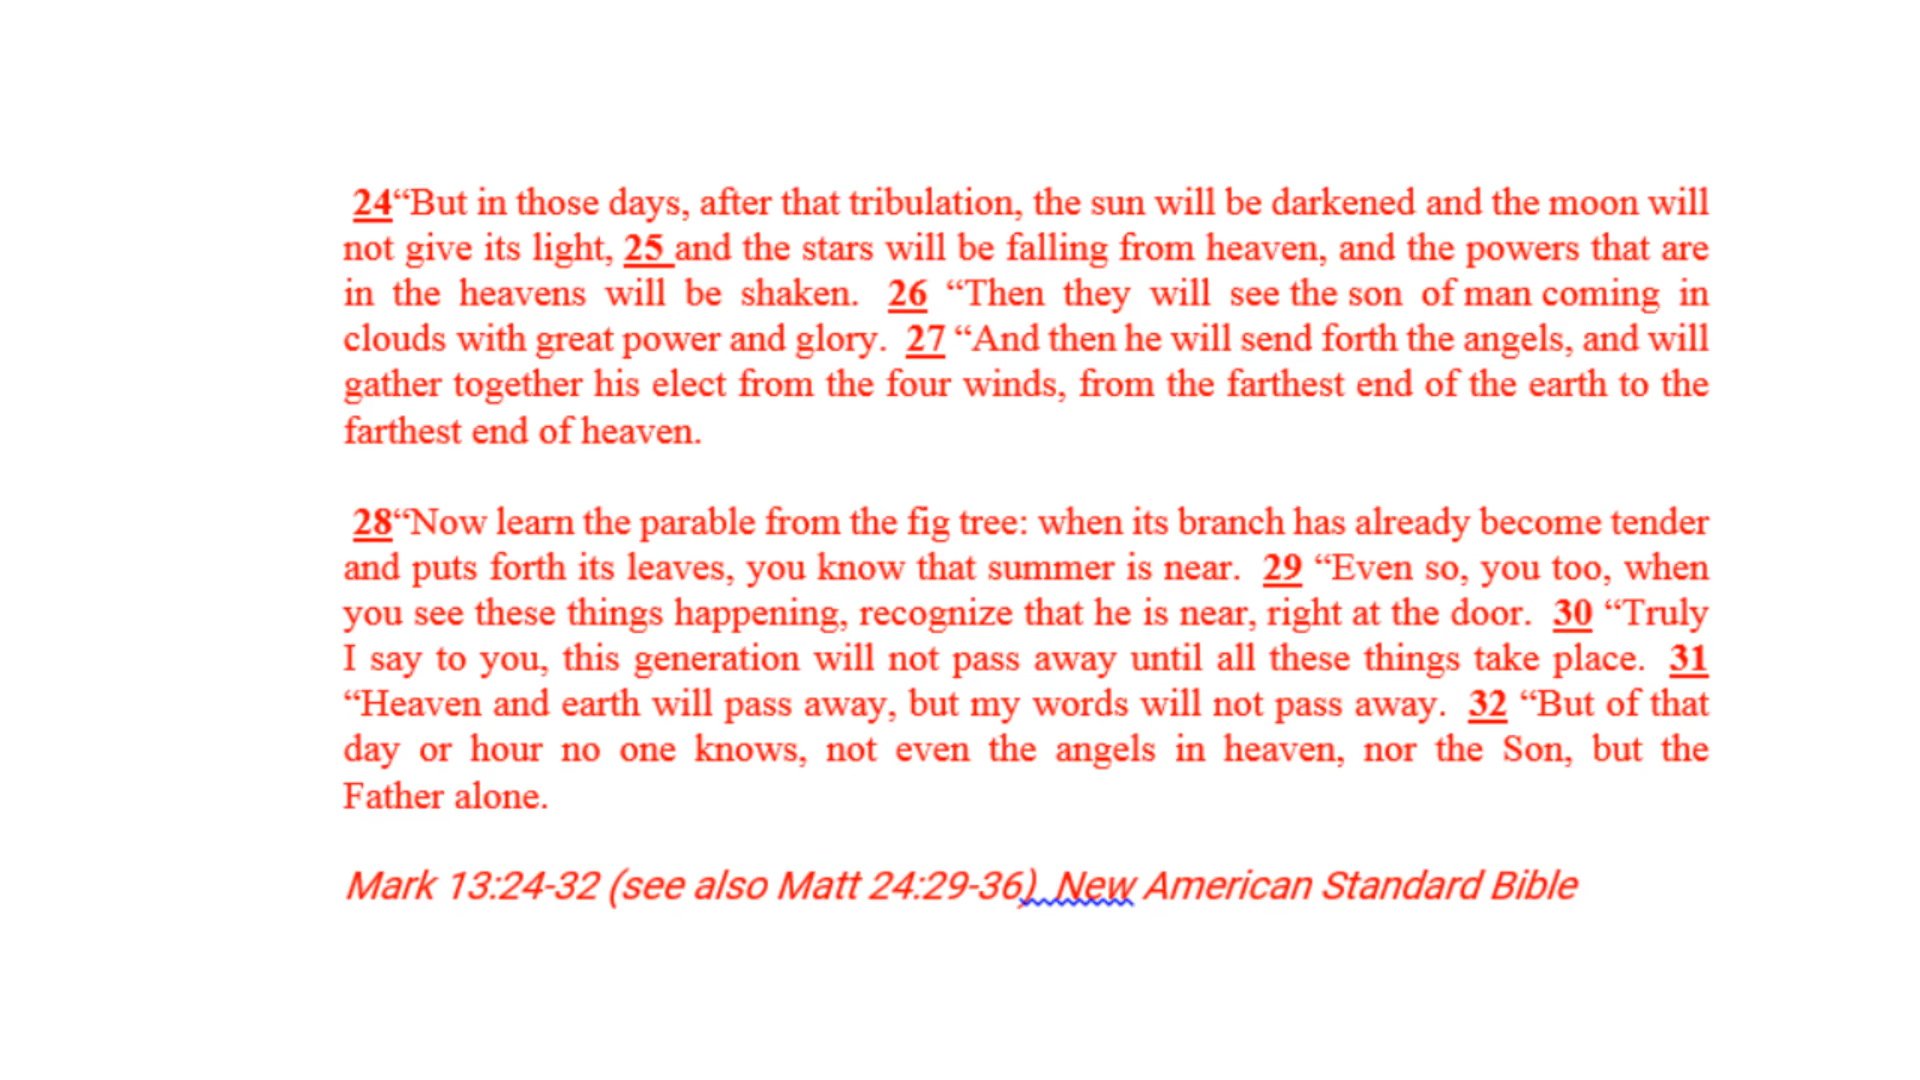 24“But in those days, after that tribulation, the sun will be darkened and the moon will
not give its light, 25 and the stars will be falling from heaven, and the powers that are
in the heavens will be shaken. 26 “Then they will see the son of man coming in
clouds with great power and glory. 27 “And then he will send forth the angels, and will
gather together his elect from the four winds, from the farthest end of the earth to the
farthest end of heaven.
28“Now learn the parable from the fig tree: when its branch has already become tender
and puts forth its leaves, you know that summer is near. 29 “Even so, you too, when
you see these things happening, recognize that he is near, right at the door. 30 “Truly
I say to you, this generation will not pass away until all these things take place. 31
“Heaven and earth will pass away, but my words will not pass away. 32 “But of that
day or hour no one knows, not even the angels in heaven, nor the Son, but the
Father alone.
Mark 13:24-32 (see also Matt 24:29-36) New American Standard Bible